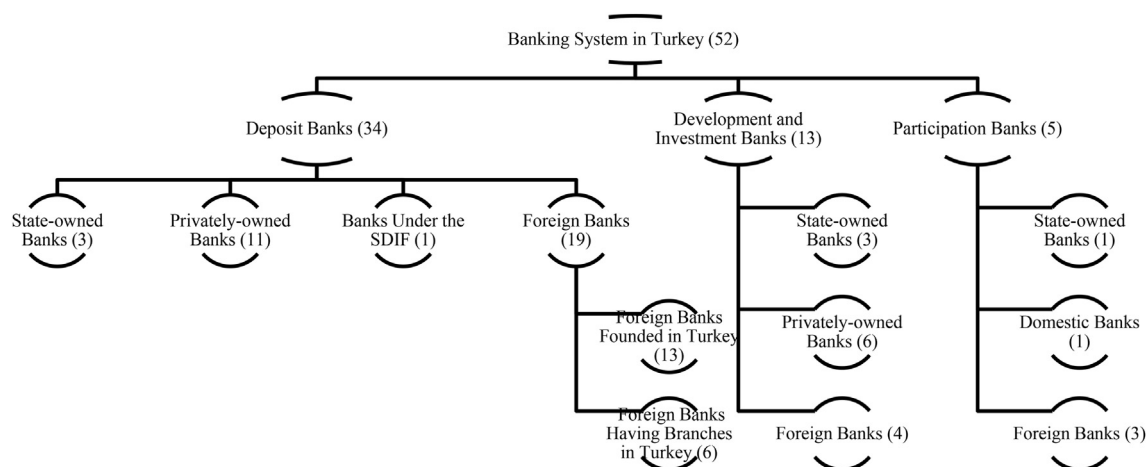 Banking System in Turkey (52)
Deposit Banks (34)
Development and
Investment Banks (13)
Participation Banks (5)
State-owned
Banks (3)
Privately-owned
Banks (11)
Banks Under the
SDIF (1)
Foreign Banks
(19)
Foreign Banks
Founded in Turkey
(13)
Foreign Banks
Having Branches
in Turkey (6)
State-owned
Banks (3)
Privately-owned
Banks (6)
Foreign Banks (4)
State-owned
Banks (1)
Domestic Banks
(1)
Foreign Banks (3)